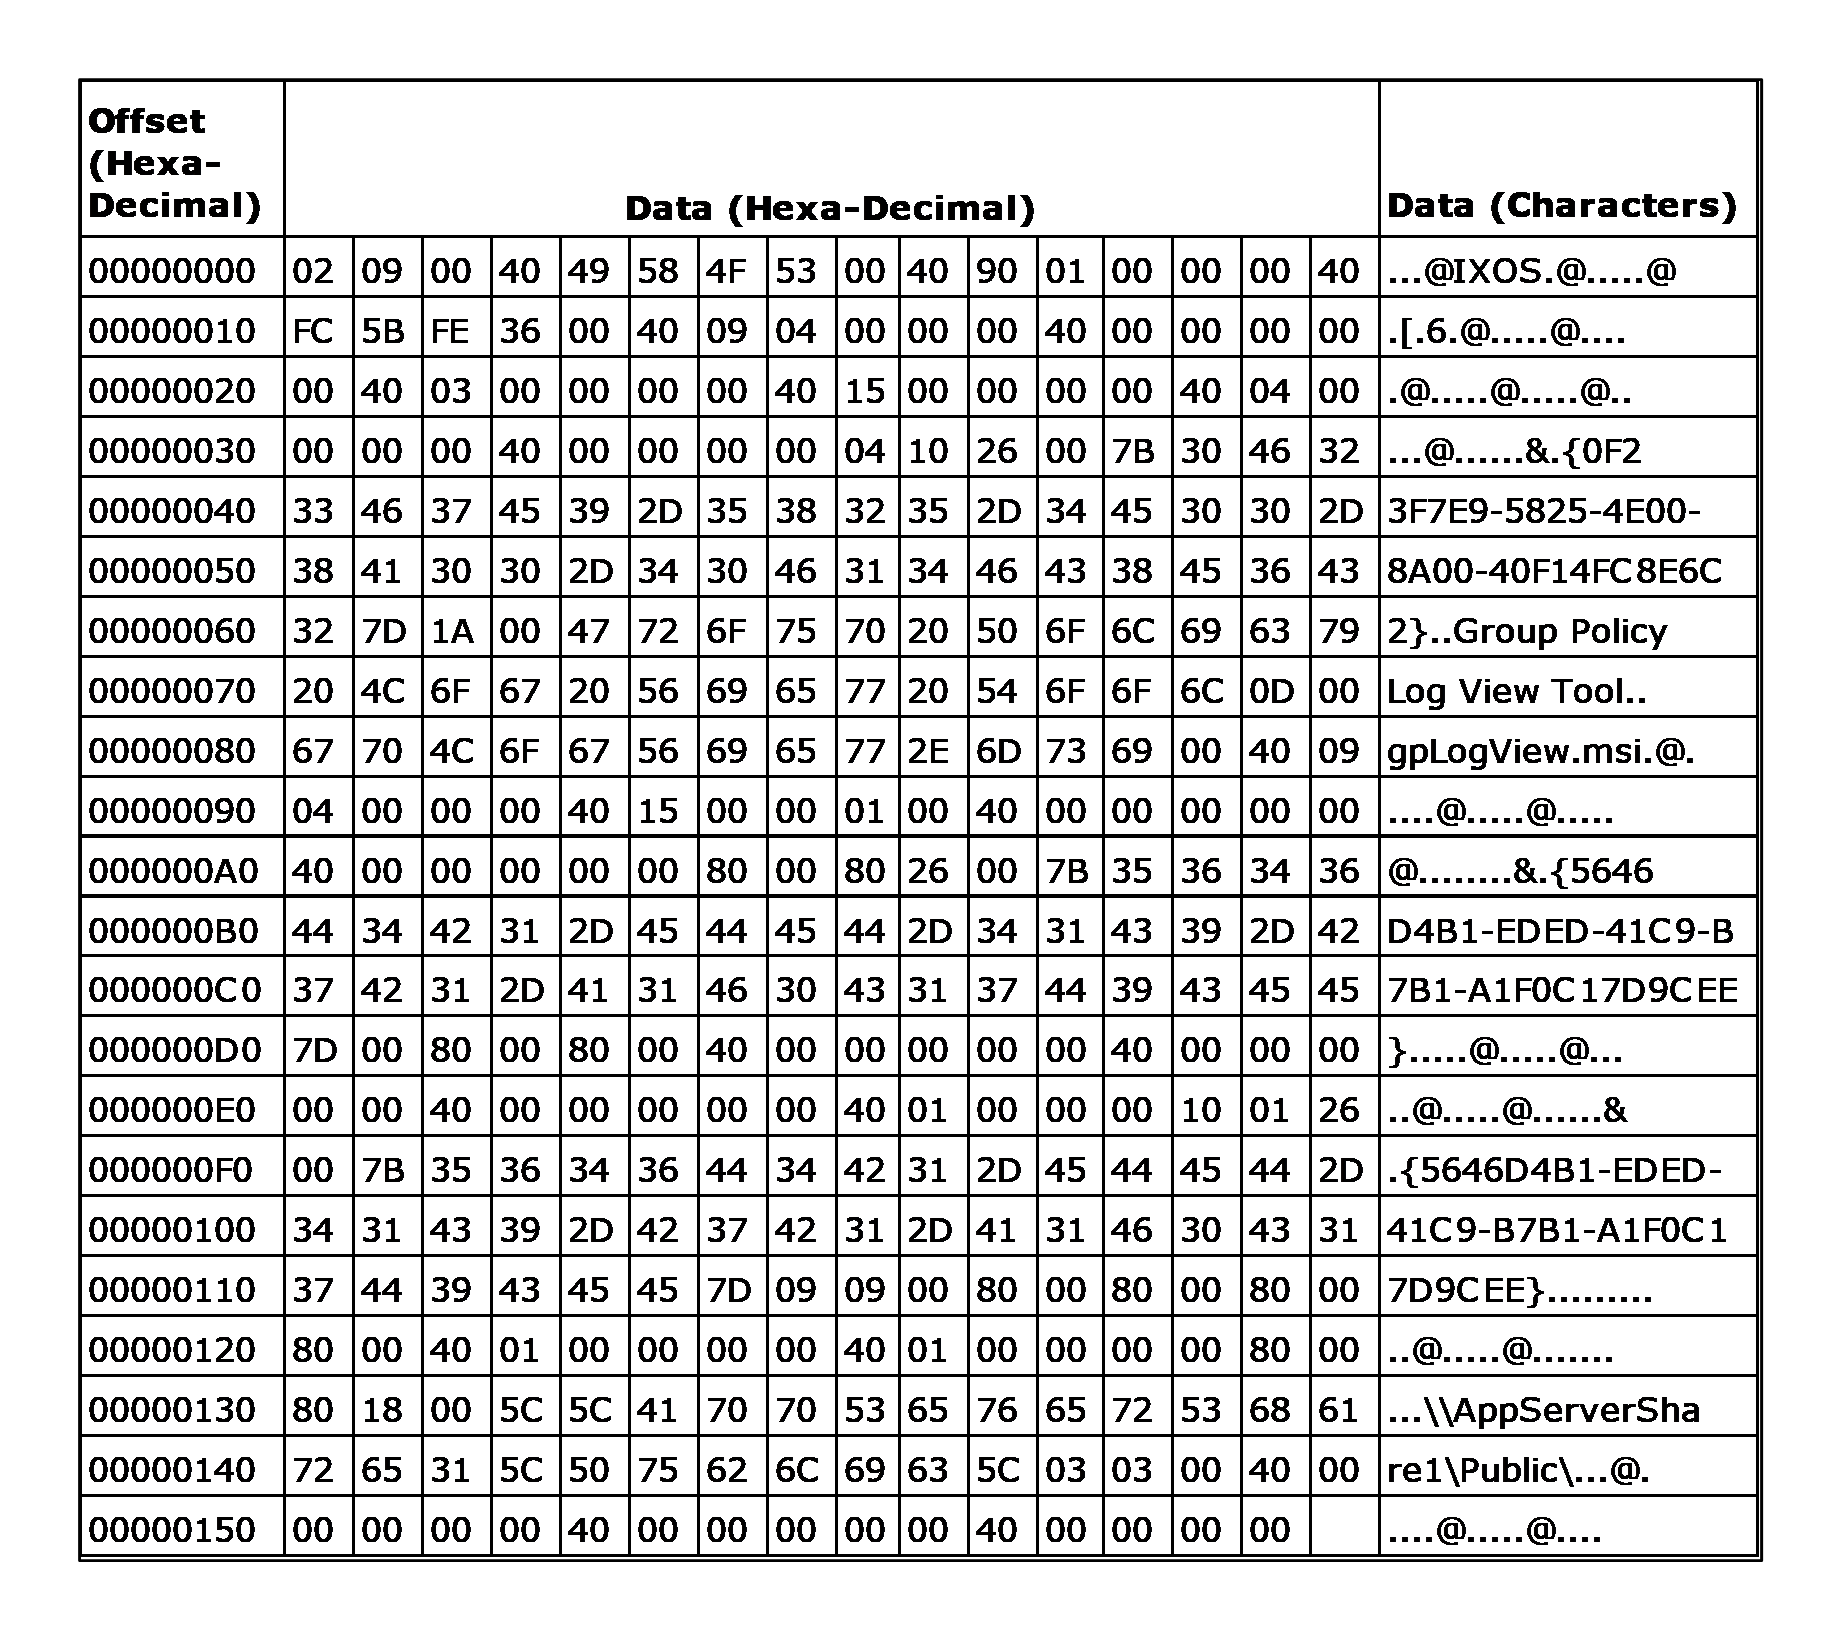 Offset (Hexa-Decimal) Data (Hexa-Decimal) Data (Characters)
00000000 02 09 00 40 49 58 4F 53 00 40 90 01 00 00 00 40 ...@IXOS.@.....@
00000010 FC 5B FE 36 00 40 09 04 00 00 00 40 00 00 00 00 .[.6.@.....@....
00000020 00 40 03 00 00 00 00 40 15 00 00 00 00 40 04 00 .@.....@.....@..
00000030 00 00 00 40 00 00 00 00 04 10 26 00 7B 30 46 32 ...@......&.{0F2
00000040 33 46 37 45 39 2D 35 38 32 35 2D 34 45 30 30 2D 3F7E9-5825-4E00-
00000050 38 41 30 30 2D 34 30 46 31 34 46 43 38 45 36 43 8A00-40F14FC8E6C
00000060 32 7D 1A 00 47 72 6F 75 70 20 50 6F 6C 69 63 79 2}..Group Policy
00000070 20 4C 6F 67 20 56 69 65 77 20 54 6F 6F 6C 0D 00 Log View Tool..
00000080 67 70 4C 6F 67 56 69 65 77 2E 6D 73 69 00 40 09 gpLogView.msi.@.
00000090 04 00 00 00 40 15 00 00 01 00 40 00 00 00 00 00 ....@.....@.....
000000A0 40 00 00 00 00 00 80 00 80 26 00 7B 35 36 34 36 @........&.{5646
000000B0 44 34 42 31 2D 45 44 45 44 2D 34 31 43 39 2D 42 D4B1-EDED-41C9-B
000000C0 37 42 31 2D 41 31 46 30 43 31 37 44 39 43 45 45 7B1-A1F0C17D9CEE
000000D0 7D 00 80 00 80 00 40 00 00 00 00 00 40 00 00 00 }.....@.....@...
000000E0 00 00 40 00 00 00 00 00 40 01 00 00 00 10 01 26 ..@.....@......&
000000F0 00 7B 35 36 34 36 44 34 42 31 2D 45 44 45 44 2D .{5646D4B1-EDED-
00000100 34 31 43 39 2D 42 37 42 31 2D 41 31 46 30 43 31 41C9-B7B1-A1F0C1
00000110 37 44 39 43 45 45 7D 09 09 00 80 00 80 00 80 00 7D9CEE}.........
00000120 80 00 40 01 00 00 00 00 40 01 00 00 00 00 80 00 ..@.....@.......
00000130 80 18 00 5C 5C 41 70 70 53 65 76 65 72 53 68 61 ...\\AppServerSha
00000140 72 65 31 5C 50 75 62 6C 69 63 5C 03 03 00 40 00 re1\Public\...@.
00000150 00 00 00 00 40 00 00 00 00 00 40 00 00 00 00 ....@.....@....